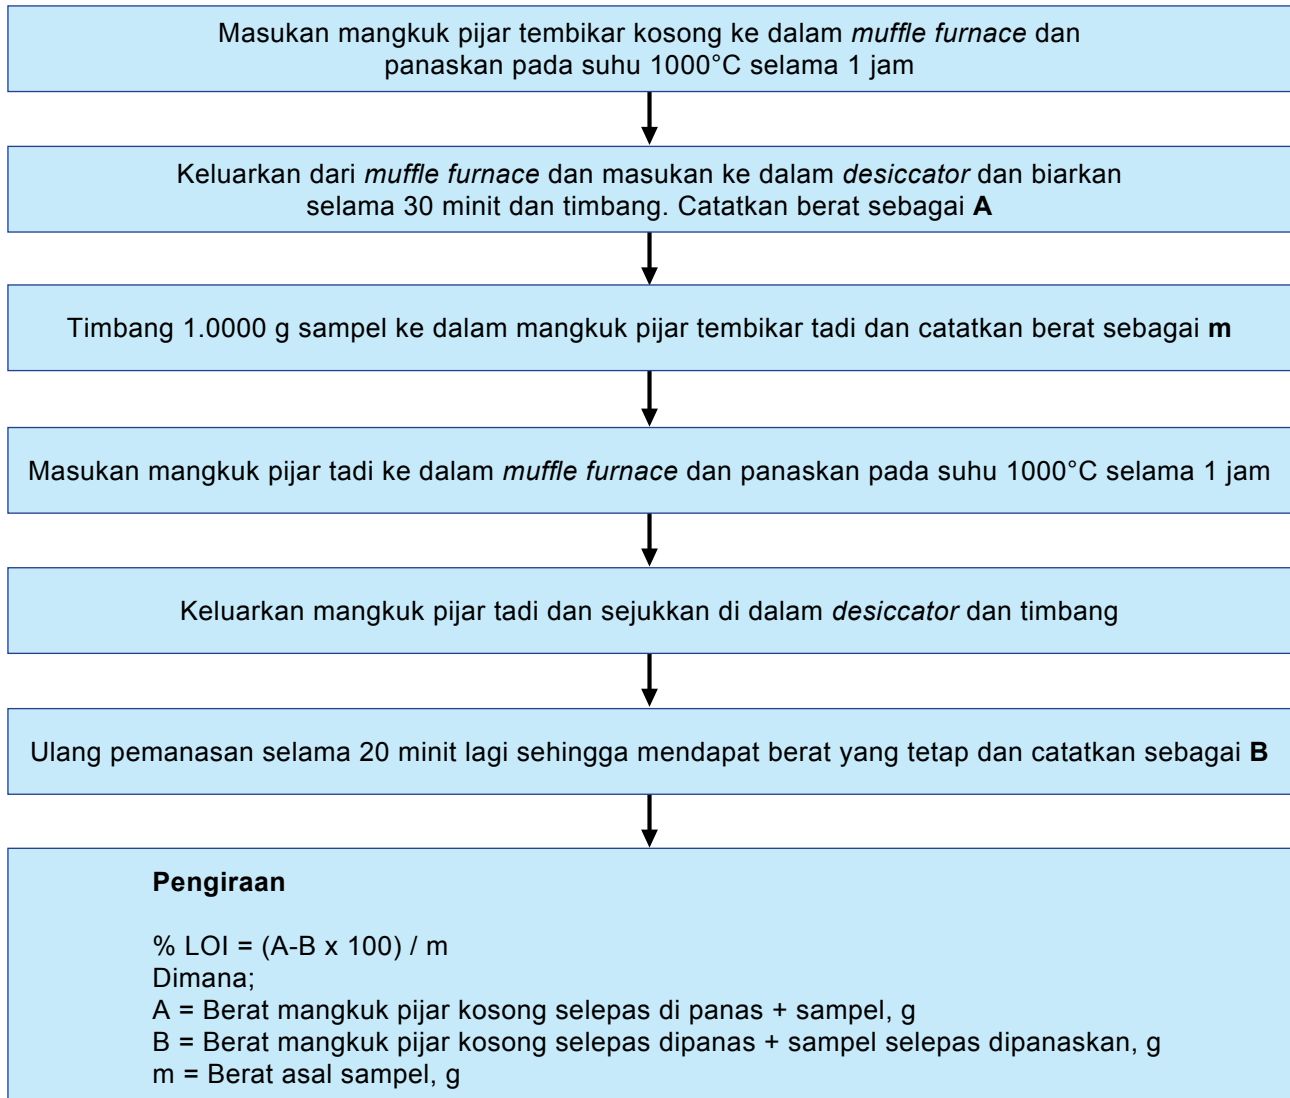 Masukan mangkuk pijar tembikar kosong ke dalam muffle furnace dan
panaskan pada suhu 1000°C selama 1 jam
Keluarkan dari muffle furnace dan masukan ke dalam desiccator dan biarkan
selama 30 minit dan timbang. Catatkan berat sebagai A
Timbang 1.0000 g sampel ke dalam mangkuk pijar tembikar tadi dan catatkan berat sebagai m
Masukan mangkuk pijar tadi ke dalam muffle furnace dan panaskan pada suhu 1000°C selama 1 jam
Keluarkan mangkuk pijar tadi dan sejukkan di dalam desiccator dan timbang
Ulang pemanasan selama 20 minit lagi sehingga mendapat berat yang tetap dan catatkan sebagai B
Pengiraan
% LOI = (A-B x 100) / m
Dimana;
A = Berat mangkuk pijar kosong selepas di panas + sampel, g
B = Berat mangkuk pijar kosong selepas dipanas + sampel selepas dipanaskan, g
m = Berat asal sampel, g